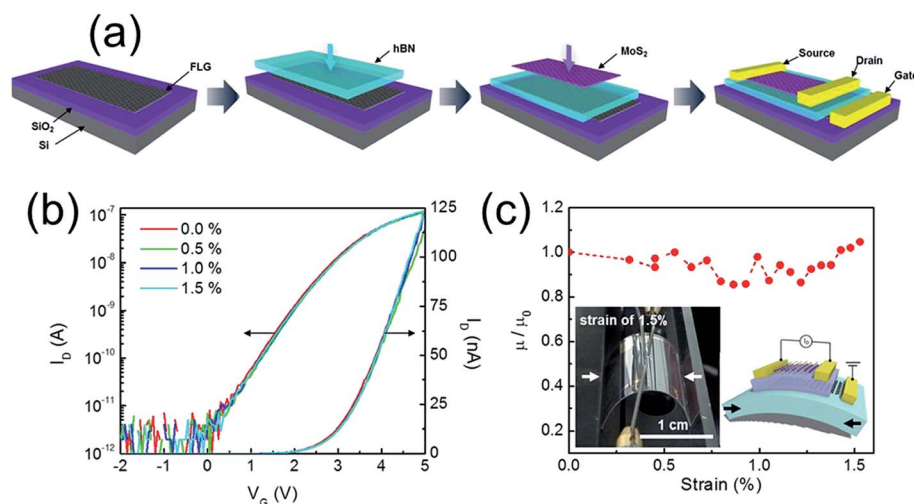 (a)
FLG
SiO₂
Si
hBN
MoS₂
Source
Drain
Gate
(b)
I_D (A)
10⁻⁷
10⁻⁸
10⁻⁹
10⁻¹⁰
10⁻¹¹
10⁻¹²
0.0 %
0.5 %
1.0 %
1.5 %
125
100
75
50
25
0
I_D (nA)
-2 -1 0 1 2 3 4 5
V_G (V)
(c)
μ / μ₀
1.2
1.0
0.8
0.6
0.4
0.2
strain of 1.5%
1 cm
0.0 0.5 1.0 1.5
Strain (%)